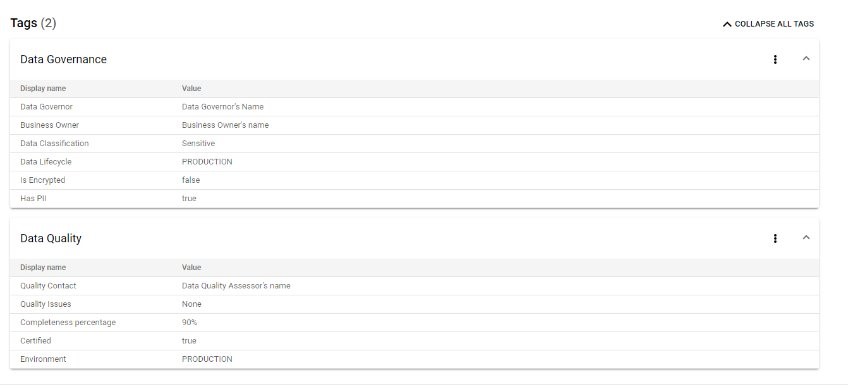 Tags (2)
COLLAPSE ALL TAGS
Data Governance
Display name Value
Data Governor Data Governor's Name
Business Owner Business Owner's name
Data Classification Sensitive
Data Lifecycle PRODUCTION
Is Encrypted false
Has PII true
Data Quality
Display name Value
Quality Contact Data Quality Assessor's name
Quality Issues None
Completeness percentage 90%
Certified true
Environment PRODUCTION